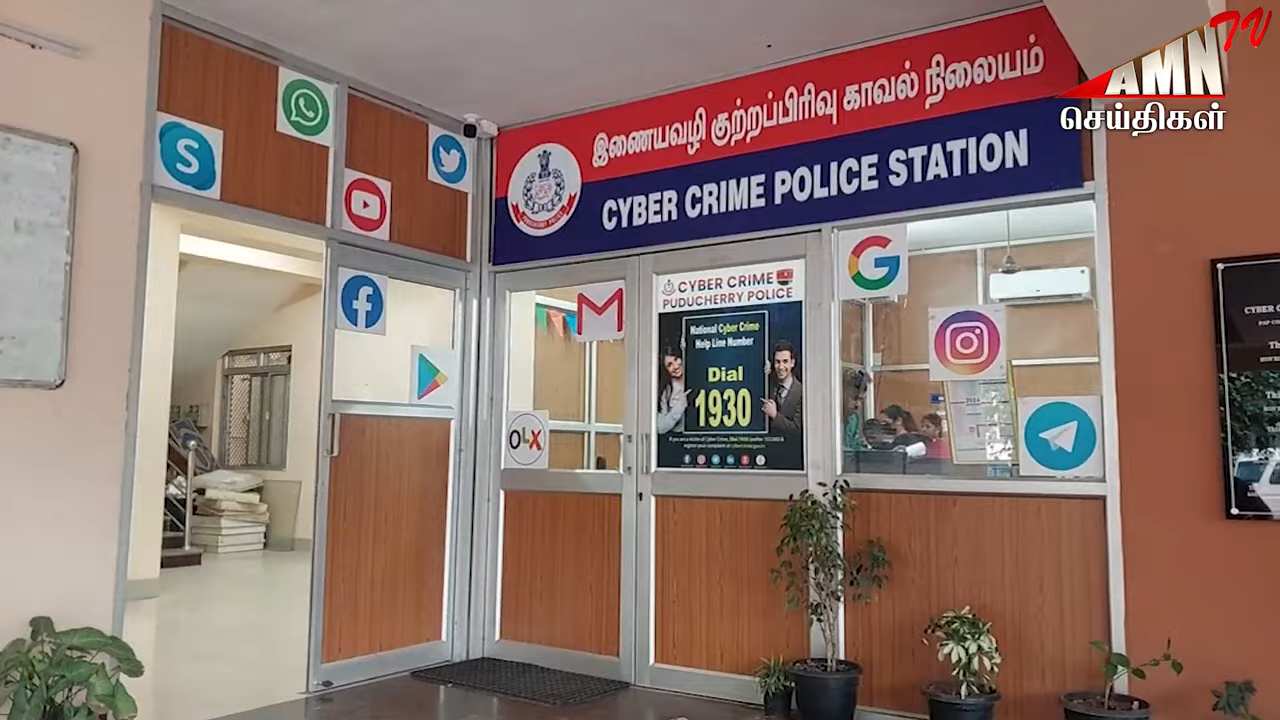 AMN TV
செய்திகள்
இணையவழி குற்றப்பிரிவு காவல் நிலையம்
CYBER CRIME POLICE STATION
CYBER CRIME
PUDUCHERRY POLICE
National Cyber Crime
Help Line Number
Dial
1930
S
OLX